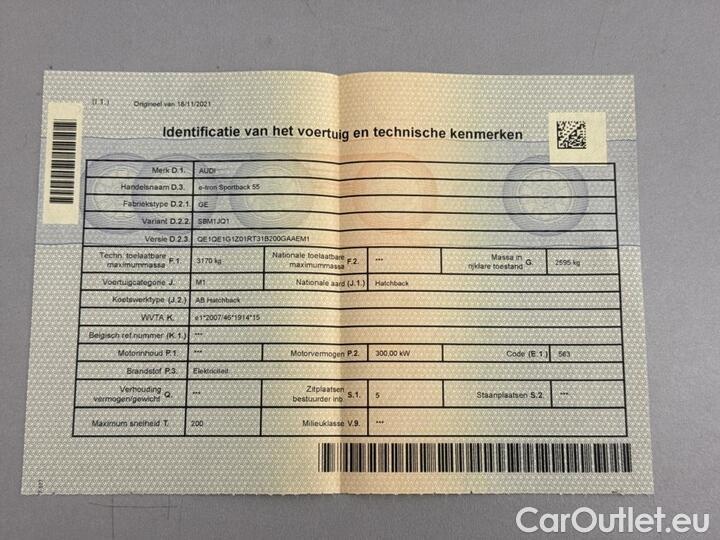 (I.1.) Origineel van 18/11/2021
Identificatie van het voertuig en technische kenmerken
Merk D.1. AUDI
Handelsnaam D.3. e-tron Sportback 55
Fabriekstype D.2.1. GE
Variant D.2.2. SBM1JQ1
Versie D.2.3. QE1QE1G1Z01RT31B200GAAEM1
Techn. toelaatbare maximummassa F.1. 3170 kg Nationale toelaatbare maximummassa F.2. *** Massa in rijklare toestand G. 2595 kg
Voertuigcategorie J. M1 Nationale aard (J.1.) Hatchback
Koetswerktype (J.2.) AB Hatchback
WVTA K. e1*2007/46*1914*15
Belgisch ref.nummer (K.1.) ***
Motorinhoud P.1. *** Motorvermogen P.2. 300.00 kW Code (E.1.) 563
Brandstof P.3. Elektriciteit
Verhouding vermogen/gewicht Q. *** Zitplaatsen bestuurder inb. S.1. 5 Staanplaatsen S.2. ***
Maximum snelheid T. 200 Milieuklasse V.9. ***
CarOutlet.eu